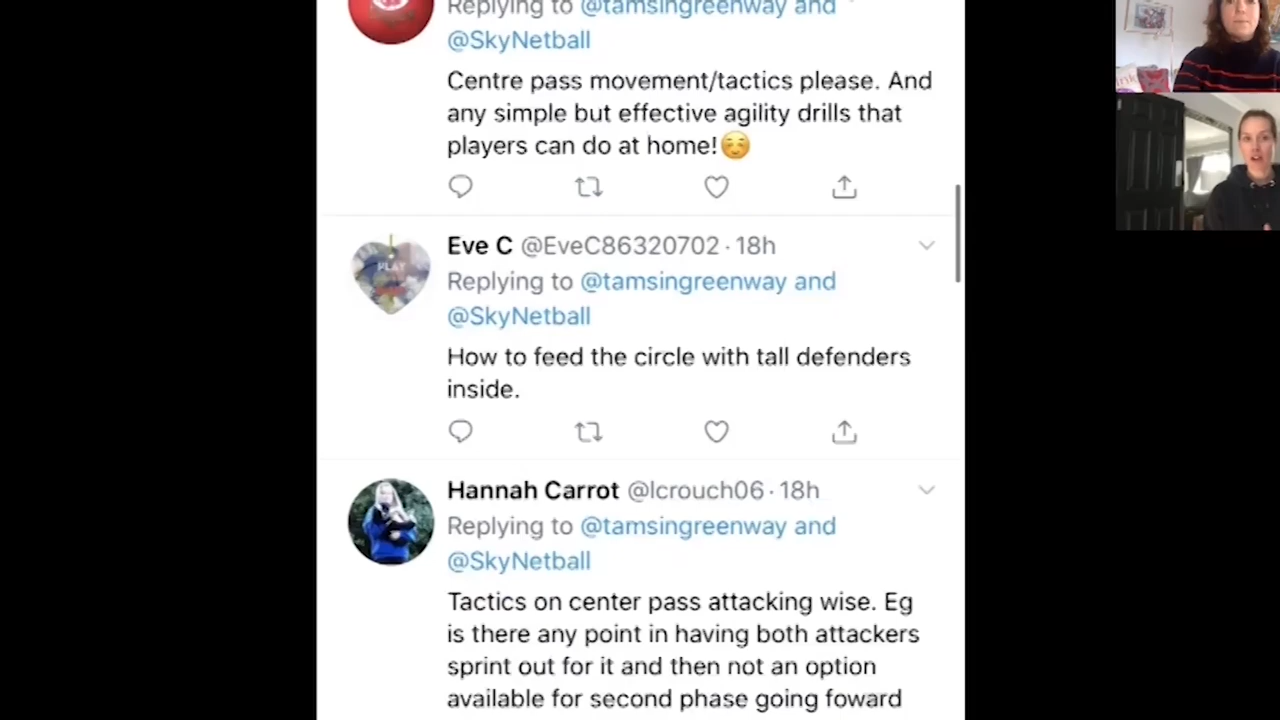 Replying to @tamsingreenway and
@SkyNetball
Centre pass movement/tactics please. And
any simple but effective agility drills that
players can do at home!☺️
Eve C @EveC86320702 · 18h
PLAY
Replying to @tamsingreenway and
@SkyNetball
How to feed the circle with tall defenders
inside.
Hannah Carrot @lcrouch06 · 18h
Replying to @tamsingreenway and
@SkyNetball
Tactics on center pass attacking wise. Eg
is there any point in having both attackers
sprint out for it and then not an option
available for second phase going foward